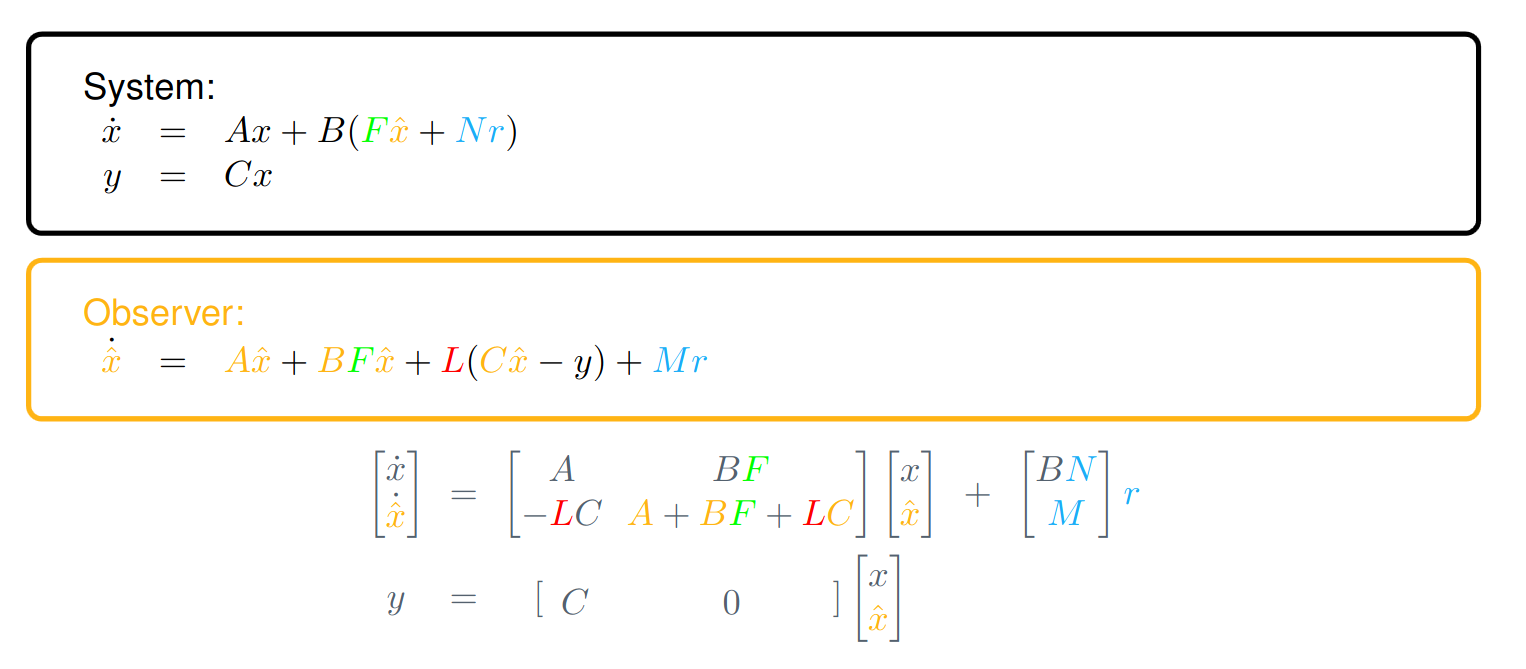 System:
ẋ = Ax + B(Fx̂ + Nr)
y = Cx
Observer:
x̂̇ = Ax̂ + BFx̂ + L(Cx̂ − y) + Mr
[ẋ; x̂̇] = [A BF; −LC A + BF + LC] [x; x̂] + [BN; M] r
y = [ C 0 ] [x; x̂]